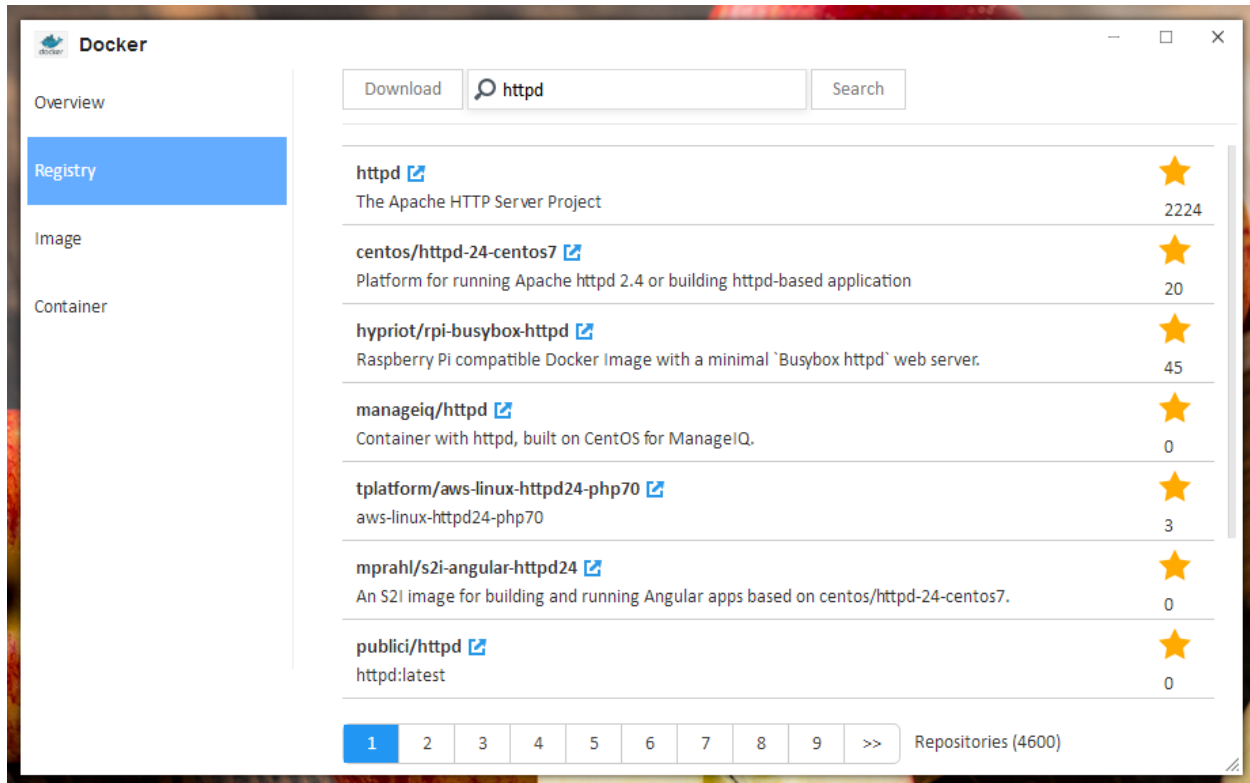 docker
Docker
Overview
Registry
Image
Container
Download
httpd
Search
httpd
The Apache HTTP Server Project
2224
centos/httpd-24-centos7
Platform for running Apache httpd 2.4 or building httpd-based application
20
hypriot/rpi-busybox-httpd
Raspberry Pi compatible Docker Image with a minimal `Busybox httpd` web server.
45
manageiq/httpd
Container with httpd, built on CentOS for ManageIQ.
0
tplatform/aws-linux-httpd24-php70
aws-linux-httpd24-php70
3
mprahl/s2i-angular-httpd24
An S2I image for building and running Angular apps based on centos/httpd-24-centos7.
0
publici/httpd
httpd:latest
0
1 2 3 4 5 6 7 8 9 >> Repositories (4600)